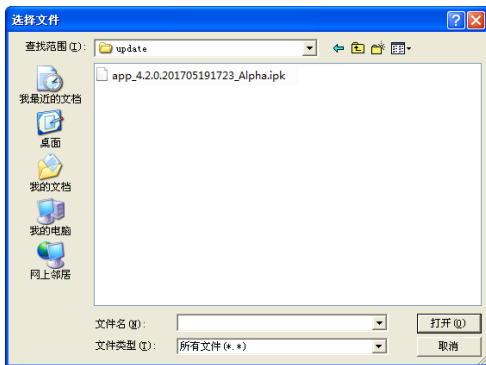 选择文件
查找范围(I): update
app_4.2.0.201705191723_Alpha.ipk
我最近的文档
桌面
我的文档
我的电脑
网上邻居
文件名(N): 打开(O)
文件类型(T): 所有文件(*.*) 取消